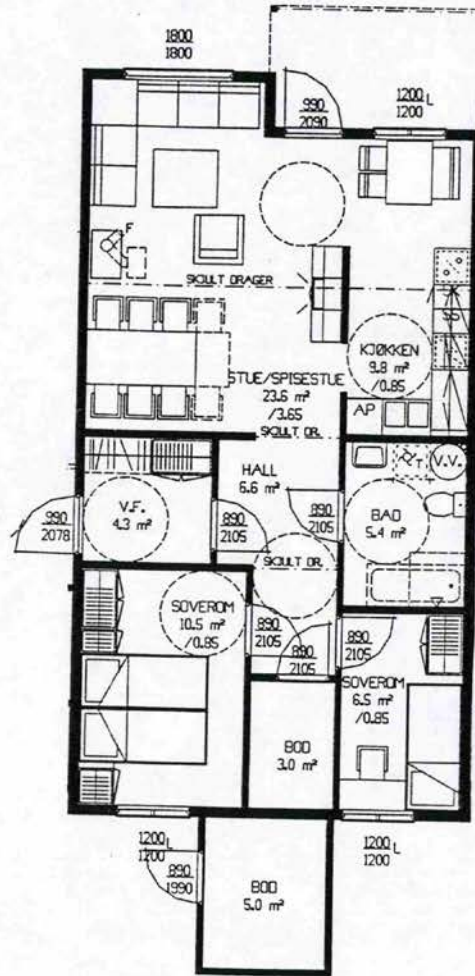 1800
1800
990
2090
1200 L
1200
F
SKJULT DRAGER
KJØKKEN
9.8 m²
/0.85
STUE/SPISESTUE
23.6 m²
/3.65
AP
SKJULT DR.
HALL
6.6 m²
T
V.V.
V.F.
4.3 m²
990
2078
890
2105
890
2105
BAD
5.4 m²
SKJULT DR.
SOVEROM
10.5 m²
/0.85
890
2105
890
2105
890
2105
SOVEROM
6.5 m²
/0.85
BOD
3.0 m²
1200 L
1200
1200 L
1200
890
1990
BOD
5.0 m²